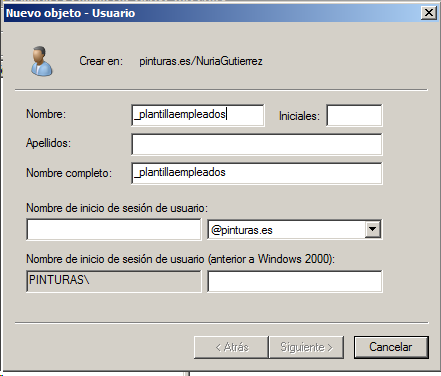 Nuevo objeto - Usuario
Crear en: pinturas.es/NuriaGutierrez
Nombre: _plantillaempleados Iniciales:
Apellidos:
Nombre completo: _plantillaempleados
Nombre de inicio de sesión de usuario:
@pinturas.es
Nombre de inicio de sesión de usuario (anterior a Windows 2000):
PINTURAS\
< Atrás Siguiente > Cancelar